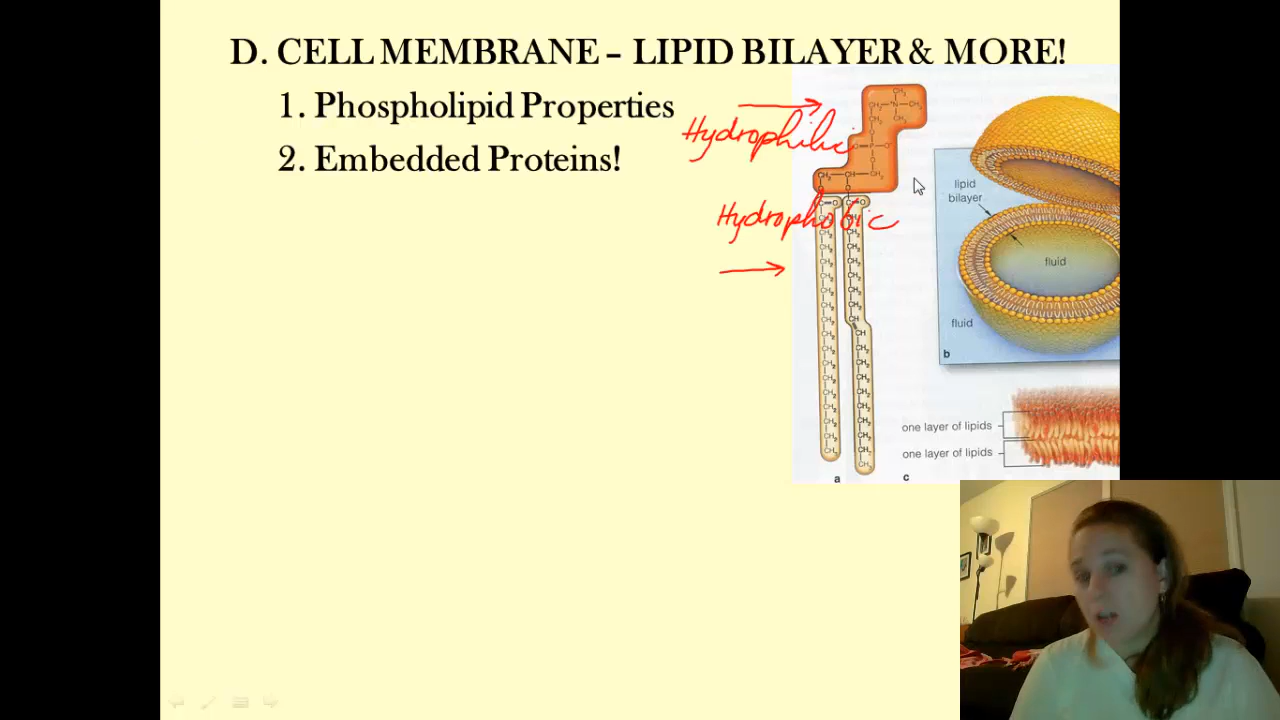 D. CELL MEMBRANE – LIPID BILAYER & MORE!
1. Phospholipid Properties
2. Embedded Proteins!
Hydrophilic
Hydrophobic
lipid
bilayer
fluid
fluid
b
one layer of lipids
one layer of lipids
a
c